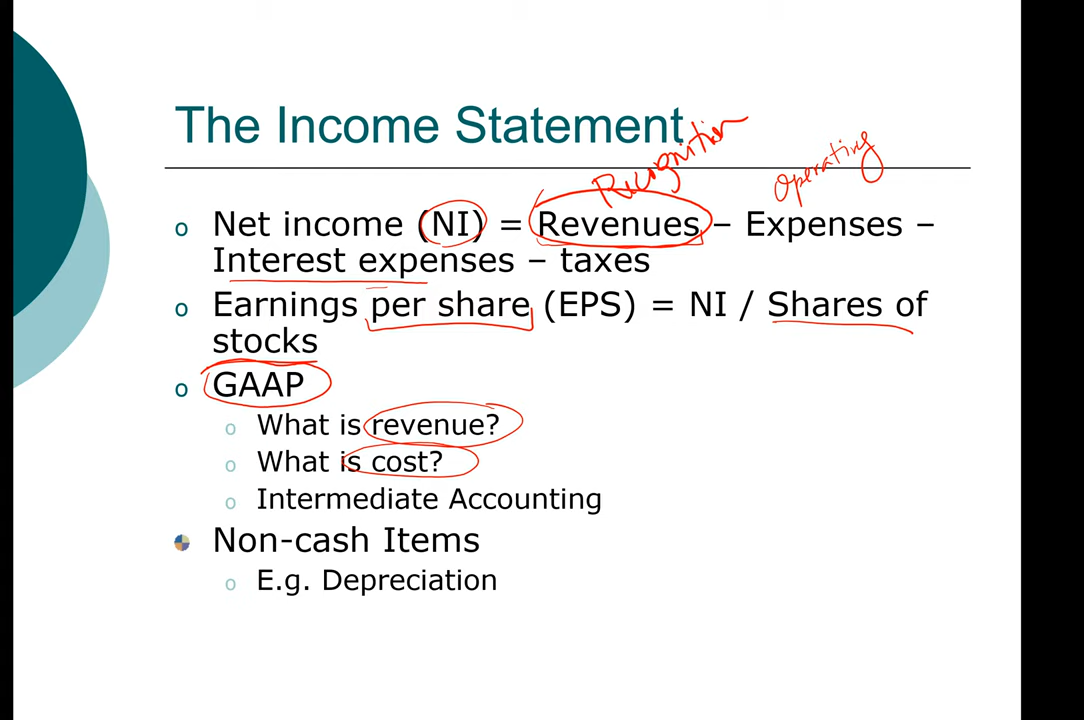 The Income Statement
Recognition
Operating
o Net income (NI) = Revenues – Expenses –
Interest expenses – taxes
o Earnings per share (EPS) = NI / Shares of
stocks
o GAAP
o What is revenue?
o What is cost?
o Intermediate Accounting
Non-cash Items
o E.g. Depreciation